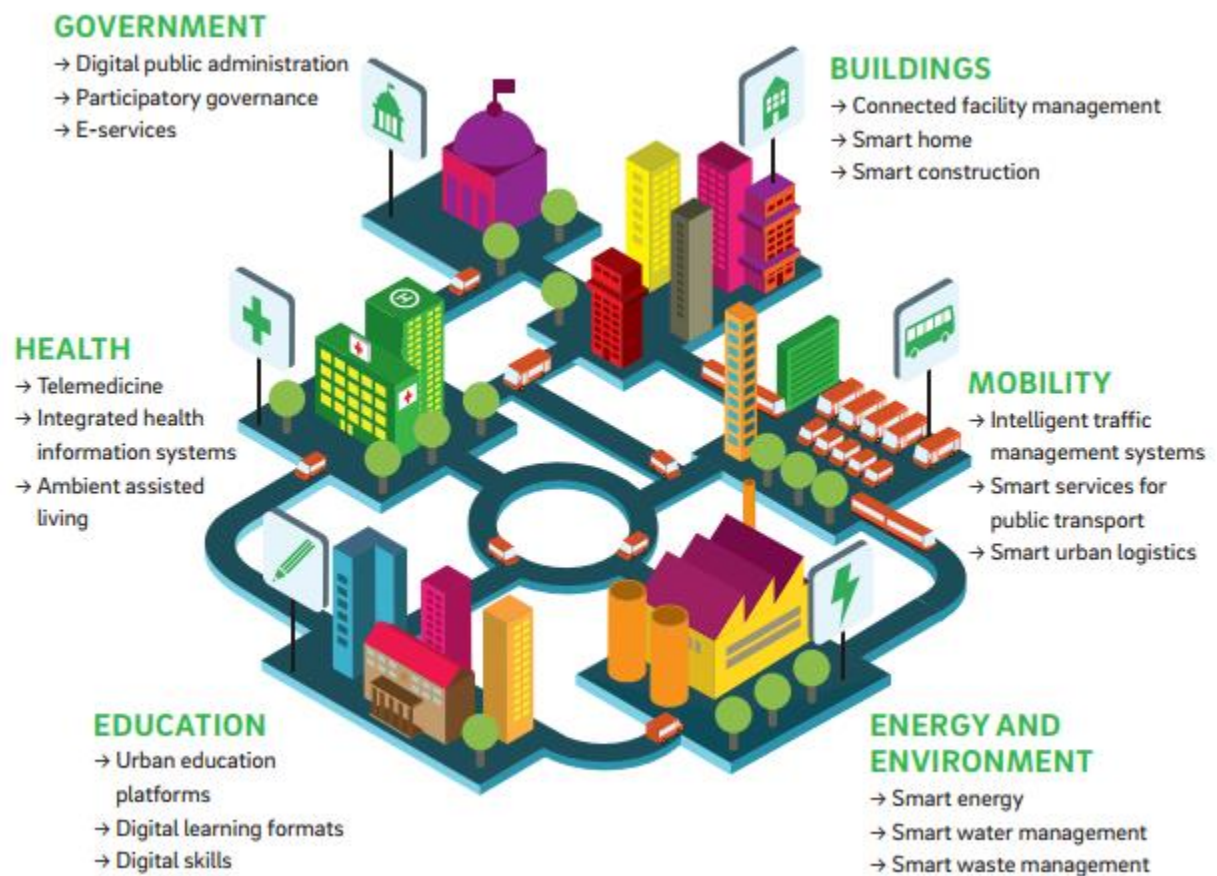 GOVERNMENT
→ Digital public administration
→ Participatory governance
→ E-services
BUILDINGS
→ Connected facility management
→ Smart home
→ Smart construction
HEALTH
→ Telemedicine
→ Integrated health
information systems
→ Ambient assisted
living
MOBILITY
→ Intelligent traffic
management systems
→ Smart services for
public transport
→ Smart urban logistics
EDUCATION
→ Urban education
platforms
→ Digital learning formats
→ Digital skills
ENERGY AND
ENVIRONMENT
→ Smart energy
→ Smart water management
→ Smart waste management
H